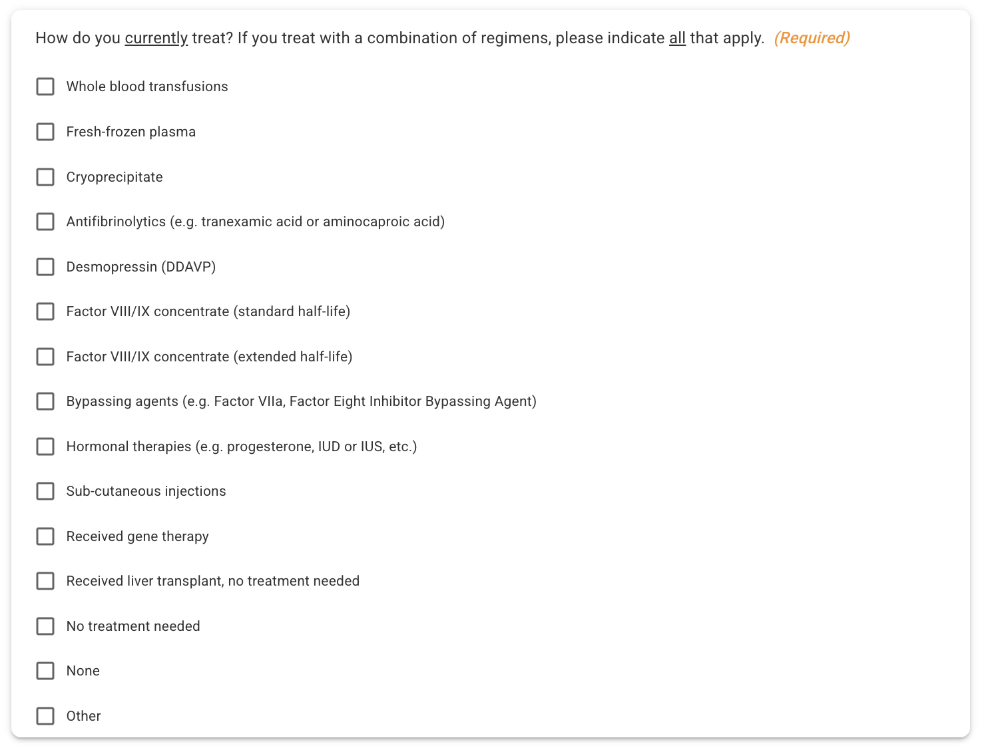 How do you currently treat? If you treat with a combination of regimens, please indicate all that apply. (Required)
Whole blood transfusions
Fresh-frozen plasma
Cryoprecipitate
Antifibrinolytics (e.g. tranexamic acid or aminocaproic acid)
Desmopressin (DDAVP)
Factor VIII/IX concentrate (standard half-life)
Factor VIII/IX concentrate (extended half-life)
Bypassing agents (e.g. Factor VIIa, Factor Eight Inhibitor Bypassing Agent)
Hormonal therapies (e.g. progesterone, IUD or IUS, etc.)
Sub-cutaneous injections
Received gene therapy
Received liver transplant, no treatment needed
No treatment needed
None
Other